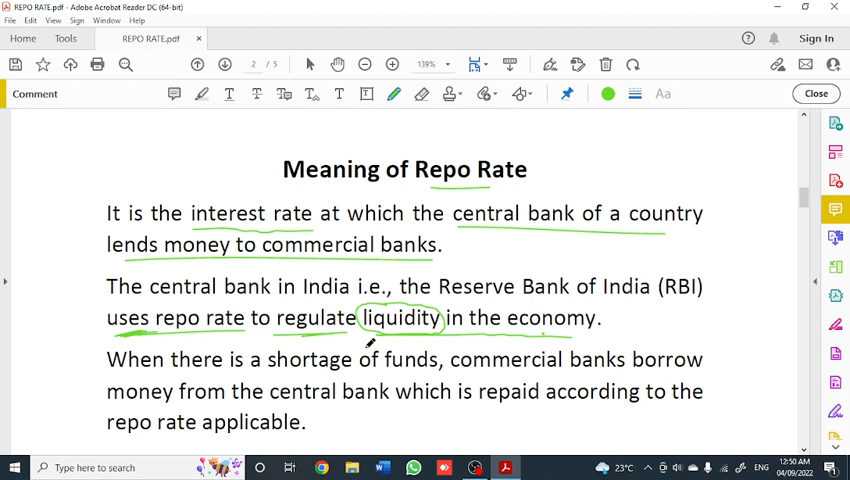 REPO RATE.pdf - Adobe Acrobat Reader DC (64-bit)
File Edit View Sign Window Help
Home Tools REPO RATE.pdf × Sign In
2 / 5 139%
Comment Aa Close
Meaning of Repo Rate
It is the interest rate at which the central bank of a country
lends money to commercial banks.
The central bank in India i.e., the Reserve Bank of India (RBI)
uses repo rate to regulate liquidity in the economy.
When there is a shortage of funds, commercial banks borrow
money from the central bank which is repaid according to the
repo rate applicable.
Type here to search 23°C ENG 12:50 AM
04/09/2022